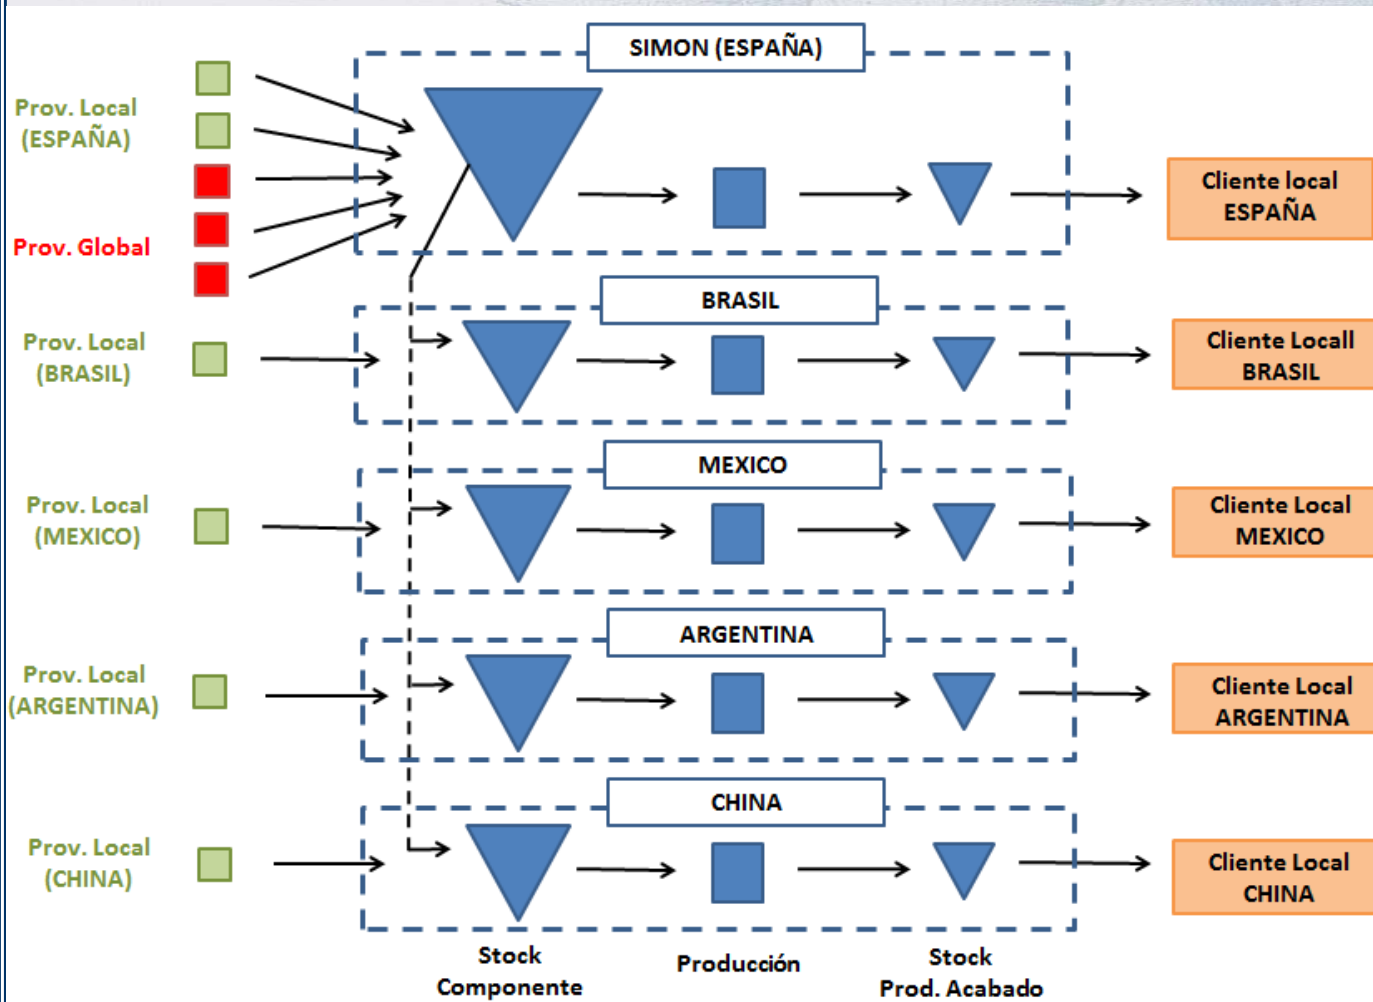 SIMON (ESPAÑA)
Prov. Local
(ESPAÑA)
Prov. Global
Cliente local
ESPAÑA
BRASIL
Prov. Local
(BRASIL)
Cliente Locall
BRASIL
MEXICO
Prov. Local
(MEXICO)
Cliente Local
MEXICO
ARGENTINA
Prov. Local
(ARGENTINA)
Cliente Local
ARGENTINA
CHINA
Prov. Local
(CHINA)
Cliente Local
CHINA
Stock
Componente
Producción
Stock
Prod. Acabado